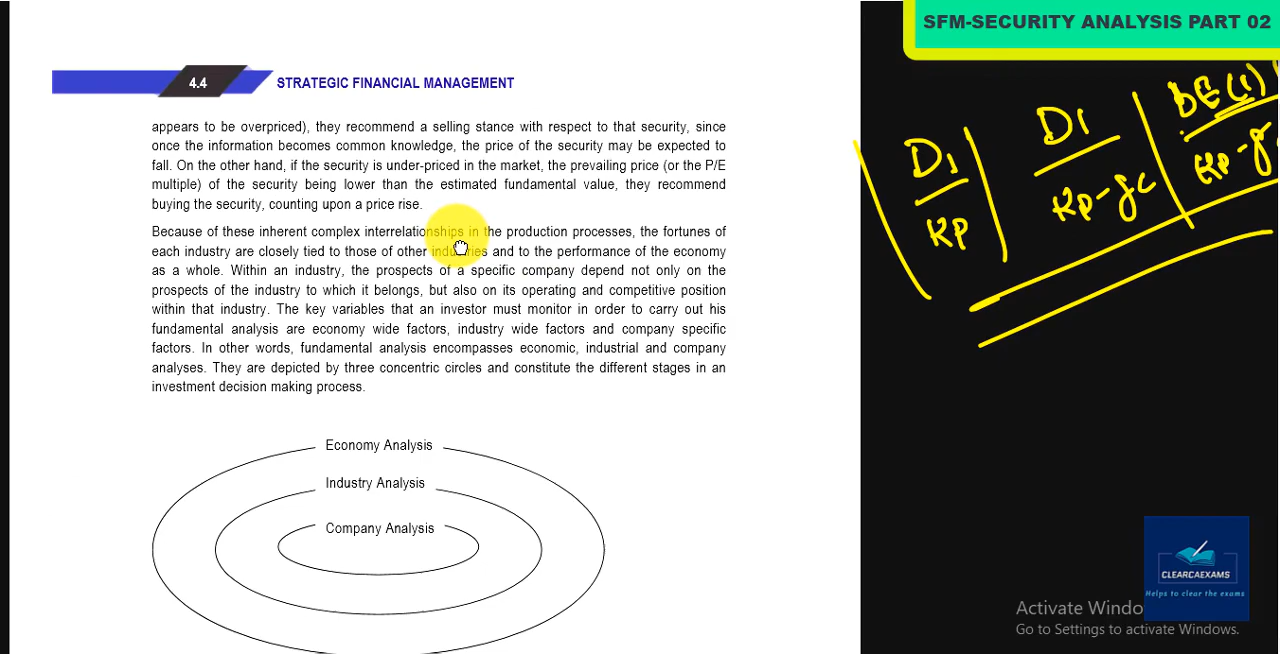 SFM-SECURITY ANALYSIS PART 02
4.4
STRATEGIC FINANCIAL MANAGEMENT
appears to be overpriced), they recommend a selling stance with respect to that security, since
once the information becomes common knowledge, the price of the security may be expected to
fall. On the other hand, if the security is under-priced in the market, the prevailing price (or the P/E
multiple) of the security being lower than the estimated fundamental value, they recommend
buying the security, counting upon a price rise.
Because of these inherent complex interrelationships in the production processes, the fortunes of
each industry are closely tied to those of other industries and to the performance of the economy
as a whole. Within an industry, the prospects of a specific company depend not only on the
prospects of the industry to which it belongs, but also on its operating and competitive position
within that industry. The key variables that an investor must monitor in order to carry out his
fundamental analysis are economy wide factors, industry wide factors and company specific
factors. In other words, fundamental analysis encompasses economic, industrial and company
analyses. They are depicted by three concentric circles and constitute the different stages in an
investment decision making process.
Economy Analysis
Industry Analysis
Company Analysis
D1
KP
D1
KP-gc
KP-g
CLEARCAEXAMS
Helps to clear the exams
Activate Windo
Go to Settings to activate Windows.